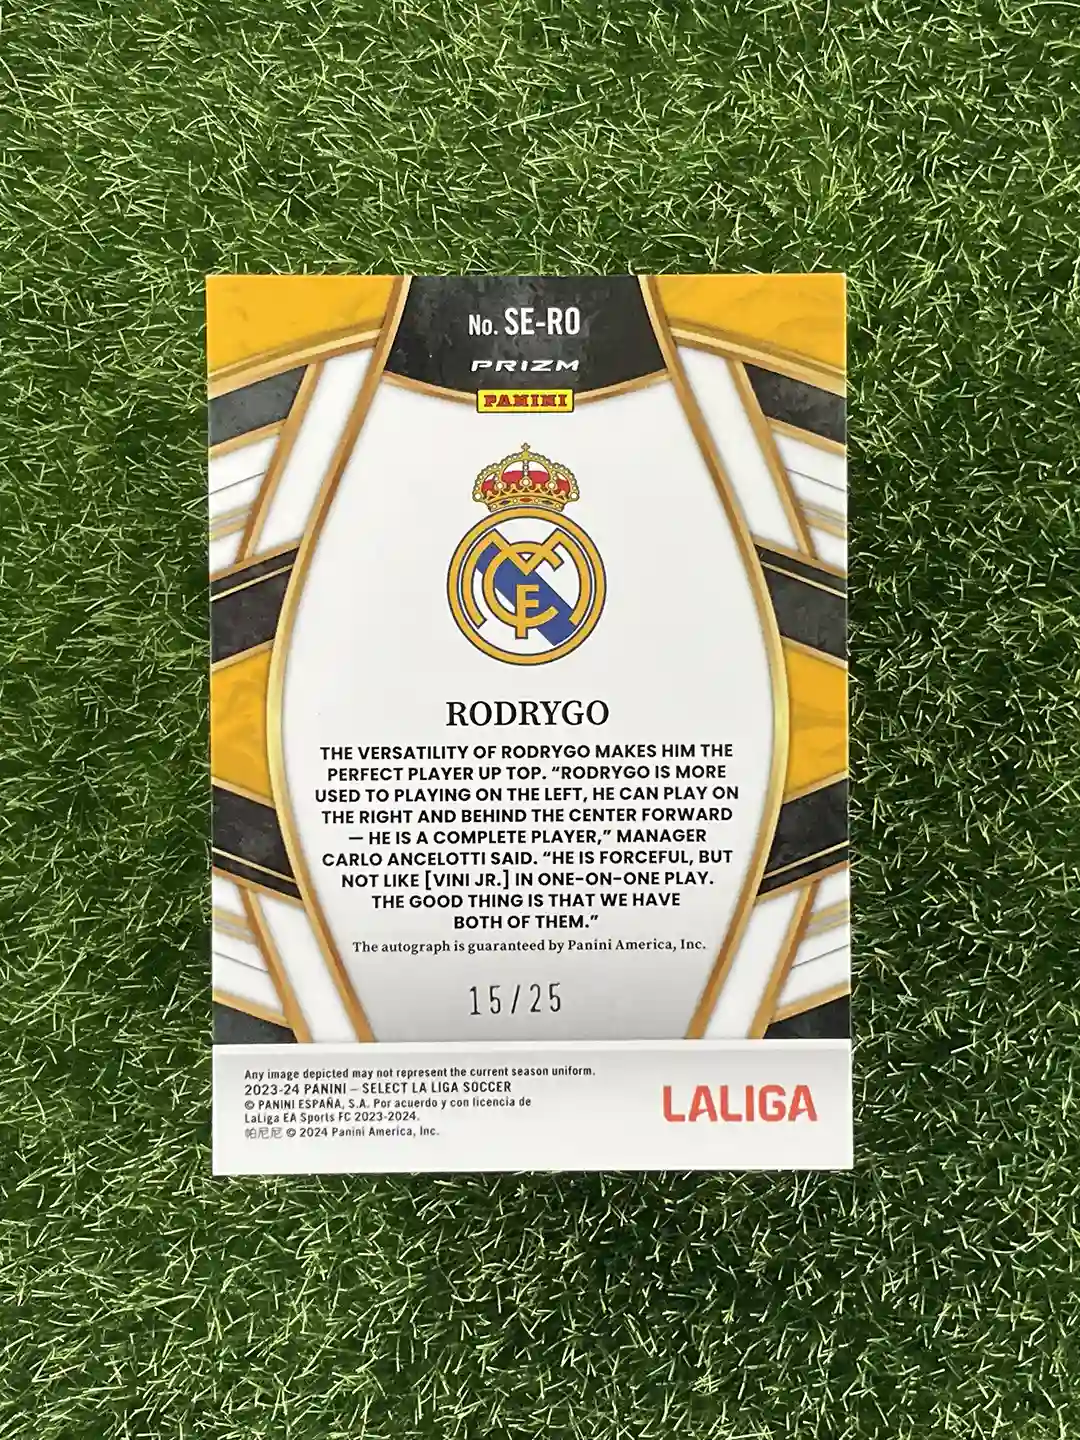 No. SE-RO
PRIZM
PANINI
RODRYGO
THE VERSATILITY OF RODRYGO MAKES HIM THE
PERFECT PLAYER UP TOP. “RODRYGO IS MORE
USED TO PLAYING ON THE LEFT, HE CAN PLAY ON
THE RIGHT AND BEHIND THE CENTER FORWARD
— HE IS A COMPLETE PLAYER,” MANAGER
CARLO ANCELOTTI SAID. “HE IS FORCEFUL, BUT
NOT LIKE [VINI JR.] IN ONE-ON-ONE PLAY.
THE GOOD THING IS THAT WE HAVE
BOTH OF THEM.”
The autograph is guaranteed by Panini America, Inc.
15/25
Any image depicted may not represent the current season uniform.
2023-24 PANINI – SELECT LA LIGA SOCCER
© PANINI ESPAÑA, S.A. Por acuerdo y con licencia de
LaLiga EA Sports FC 2023-2024.
帕尼尼 © 2024 Panini America, Inc.
LALIGA